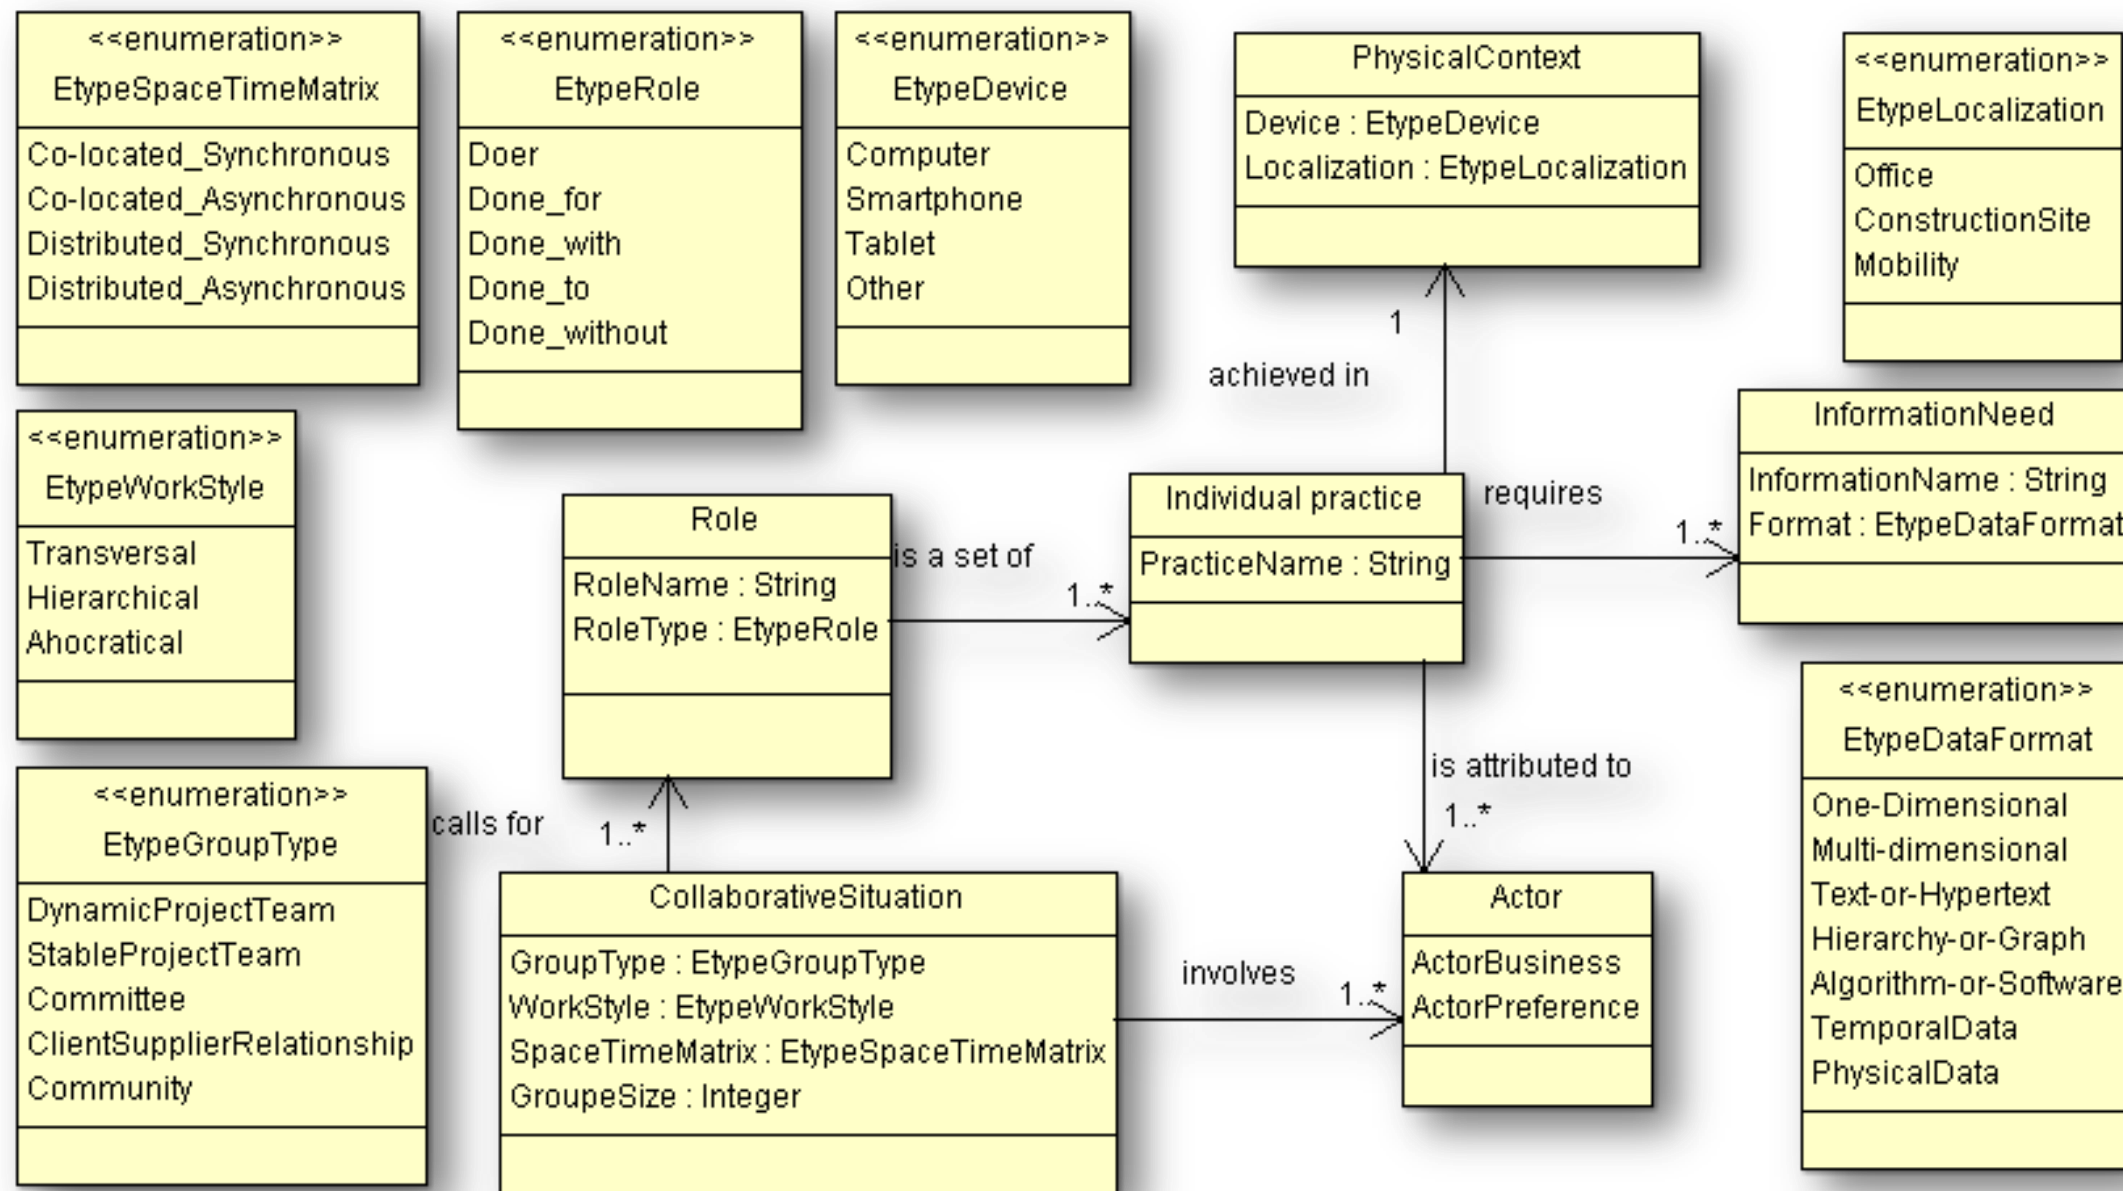 <<enumeration>>
EtypeSpaceTimeMatrix
Co-located_Synchronous
Co-located_Asynchronous
Distributed_Synchronous
Distributed_Asynchronous
<<enumeration>>
EtypeRole
Doer
Done_for
Done_with
Done_to
Done_without
<<enumeration>>
EtypeDevice
Computer
Smartphone
Tablet
Other
PhysicalContext
Device : EtypeDevice
Localization : EtypeLocalization
<<enumeration>>
EtypeLocalization
Office
ConstructionSite
Mobility
1
achieved in
<<enumeration>>
EtypeWorkStyle
Transversal
Hierarchical
Ahocratical
Role
RoleName : String
RoleType : EtypeRole
is a set of
1..*
Individual practice
PracticeName : String
requires
1..*
InformationNeed
InformationName : String
Format : EtypeDataFormat
<<enumeration>>
EtypeDataFormat
One-Dimensional
Multi-dimensional
Text-or-Hypertext
Hierarchy-or-Graph
Algorithm-or-Software
TemporalData
PhysicalData
is attributed to
1..*
<<enumeration>>
EtypeGroupType
DynamicProjectTeam
StableProjectTeam
Committee
ClientSupplierRelationship
Community
calls for
1..*
CollaborativeSituation
GroupType : EtypeGroupType
WorkStyle : EtypeWorkStyle
SpaceTimeMatrix : EtypeSpaceTimeMatrix
GroupeSize : Integer
involves
1..*
Actor
ActorBusiness
ActorPreference